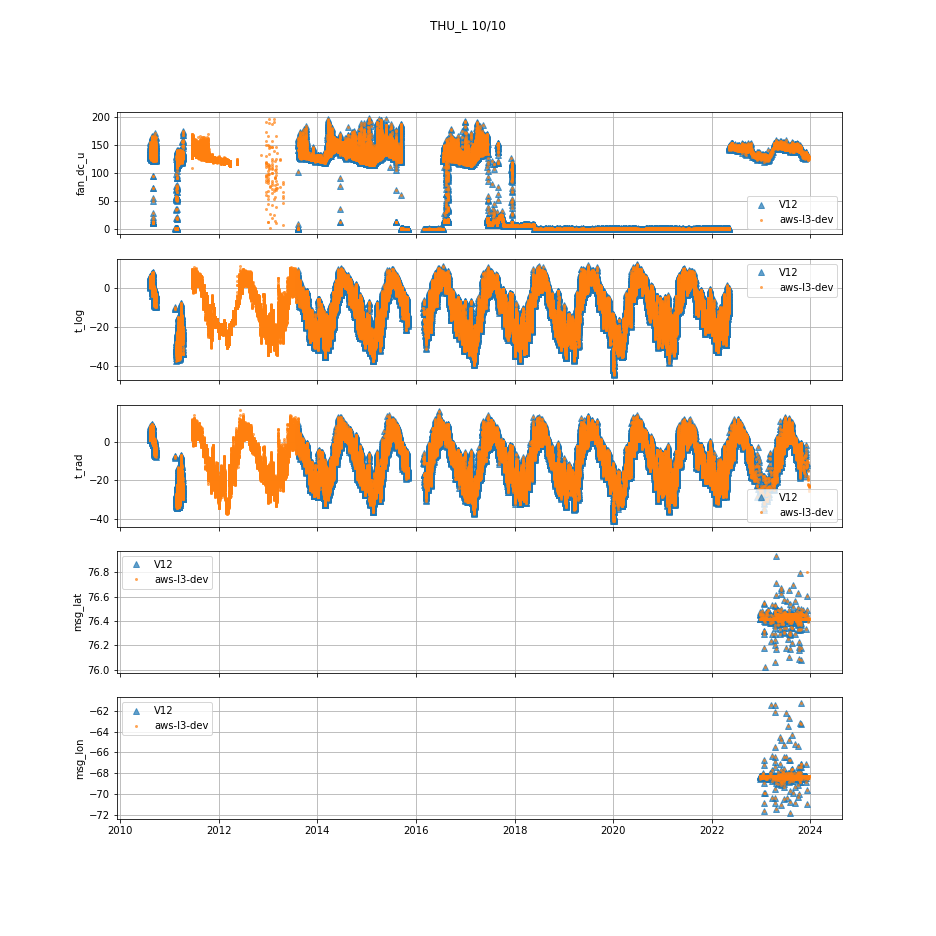 THU_L 10/10
200
150
100
50
0
fan_dc_u
V12
aws-l3-dev
0
−20
−40
t_log
V12
aws-l3-dev
0
−20
−40
t_rad
V12
aws-l3-dev
76.8
76.6
76.4
76.2
76.0
msg_lat
V12
aws-l3-dev
−62
−64
−66
−68
−70
−72
msg_lon
V12
aws-l3-dev
2010 2012 2014 2016 2018 2020 2022 2024